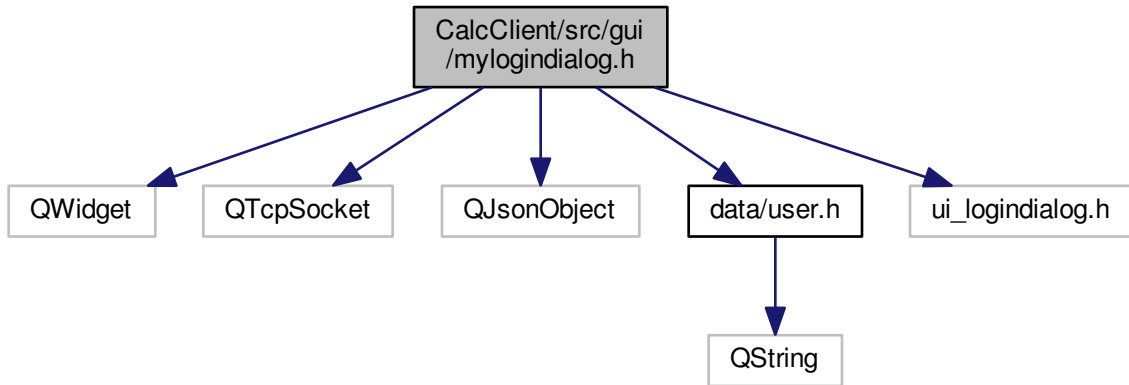 CalcClient/src/gui
/mylogindialog.h
QWidget
QTcpSocket
QJsonObject
data/user.h
ui_logindialog.h
QString